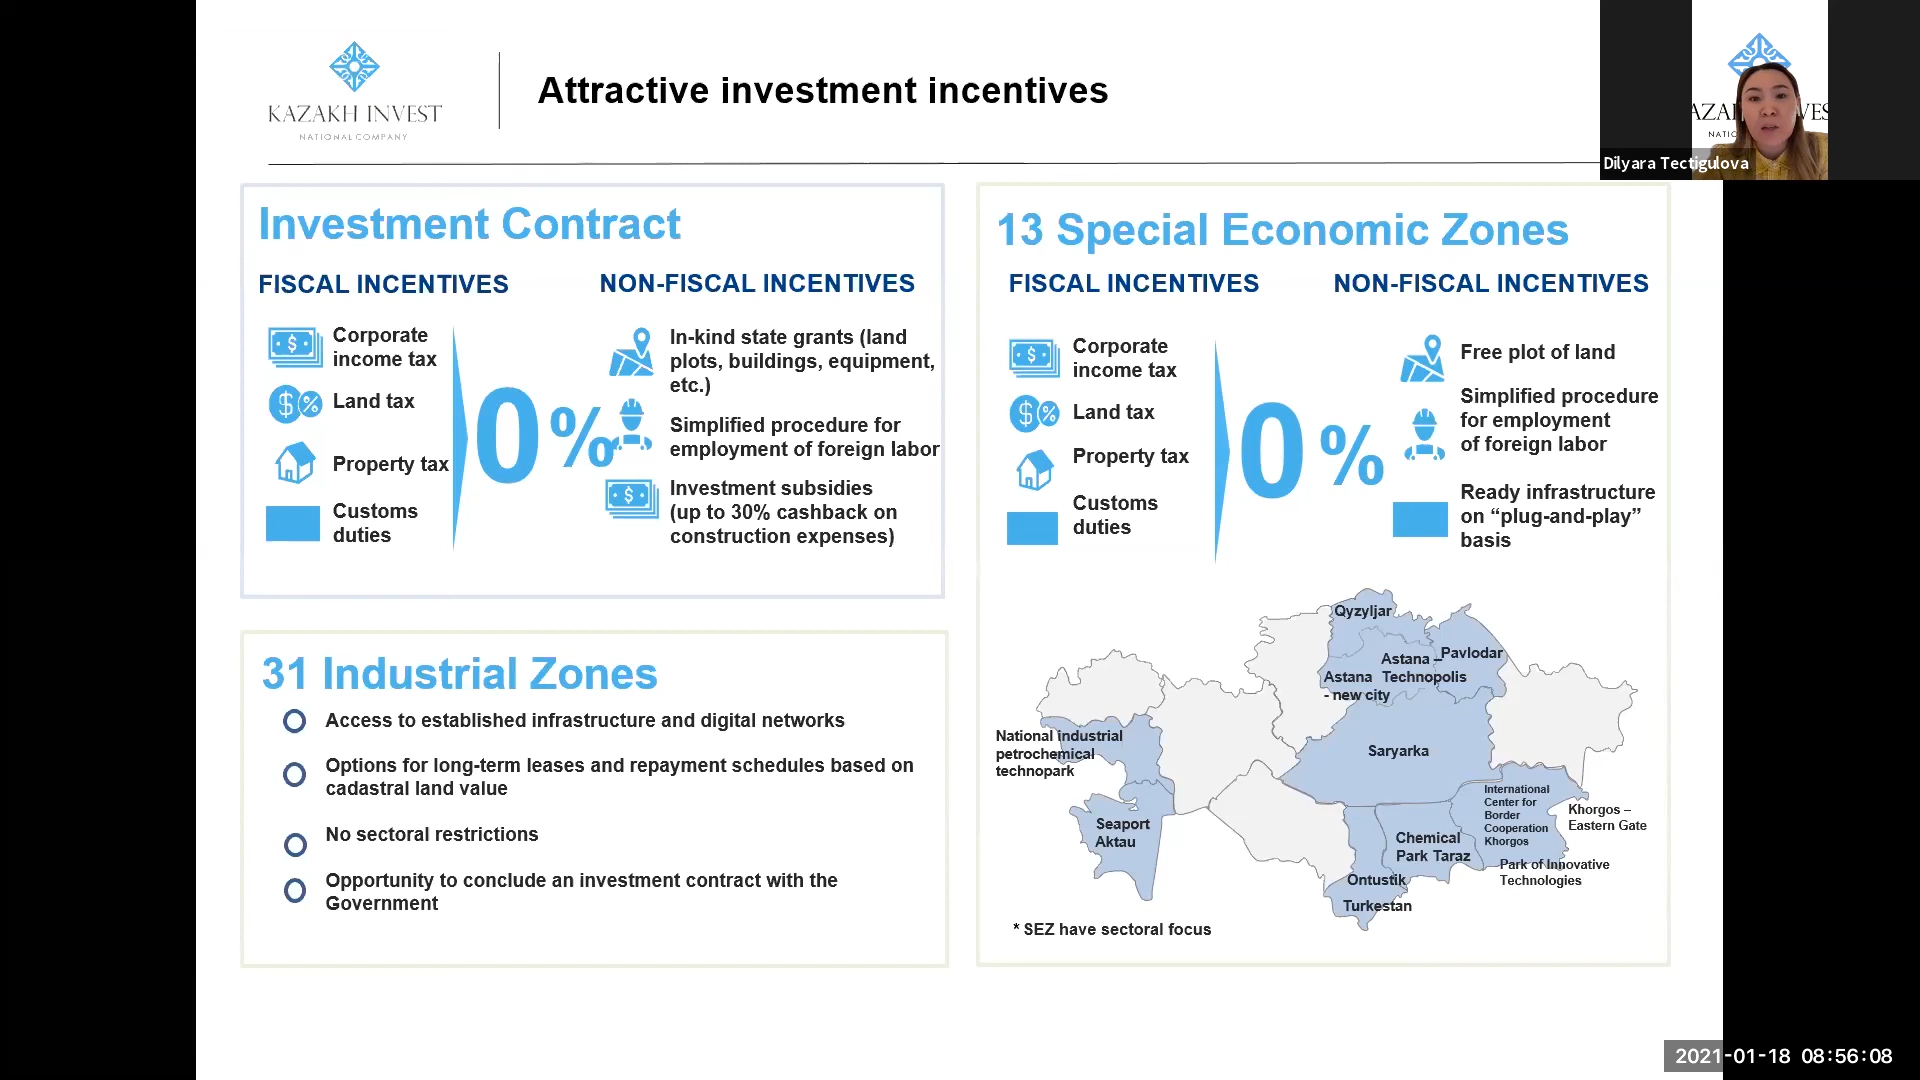 KAZAKH INVEST
NATIONAL COMPANY
Attractive investment incentives
Dilyara Tectigulova
Investment Contract
FISCAL INCENTIVES
Corporate
income tax
Land tax
Property tax
Customs
duties
0 %
NON-FISCAL INCENTIVES
In-kind state grants (land
plots, buildings, equipment,
etc.)
Simplified procedure for
employment of foreign labor
Investment subsidies
(up to 30% cashback on
construction expenses)
31 Industrial Zones
Access to established infrastructure and digital networks
Options for long-term leases and repayment schedules based on
cadastral land value
No sectoral restrictions
Opportunity to conclude an investment contract with the
Government
13 Special Economic Zones
FISCAL INCENTIVES
Corporate
income tax
Land tax
Property tax
Customs
duties
0 %
NON-FISCAL INCENTIVES
Free plot of land
Simplified procedure
for employment
of foreign labor
Ready infrastructure
on “plug-and-play”
basis
Qyzyljar
Pavlodar
Astana –
Technopolis
Astana
- new city
Saryarka
National industrial
petrochemical
technopark
Seaport
Aktau
International
Center for
Border
Cooperation
Khorgos
Khorgos –
Eastern Gate
Chemical
Park Taraz
Park of Innovative
Technologies
Ontustik
Turkestan
* SEZ have sectoral focus
2021-01-18 08:56:08